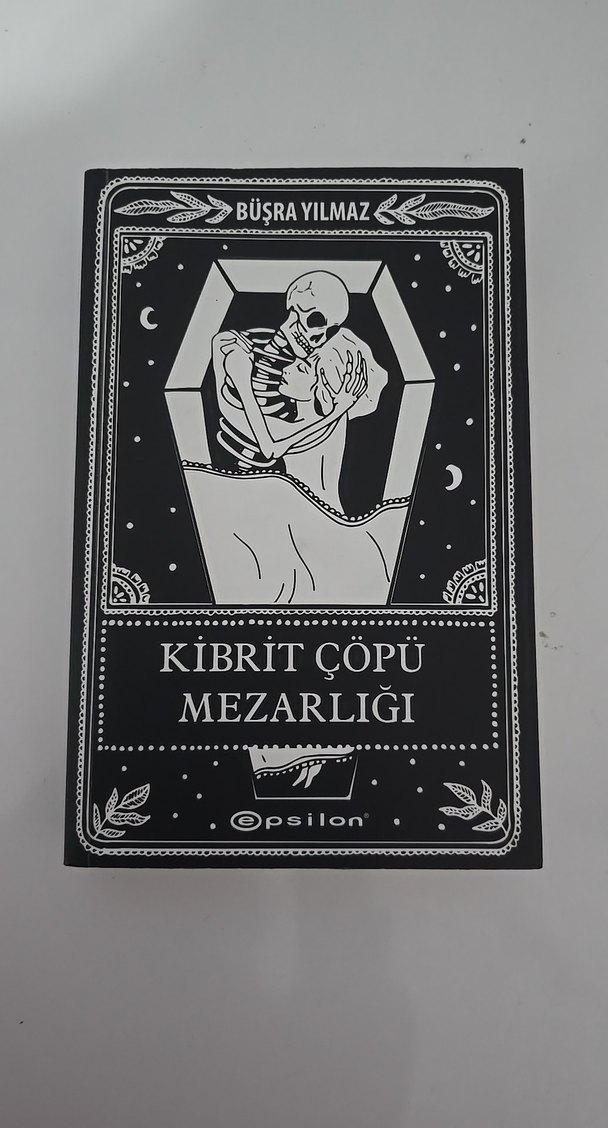 BÜŞRA YILMAZ
KİBRİT ÇÖPÜ
MEZARLIĞI
epsilon®